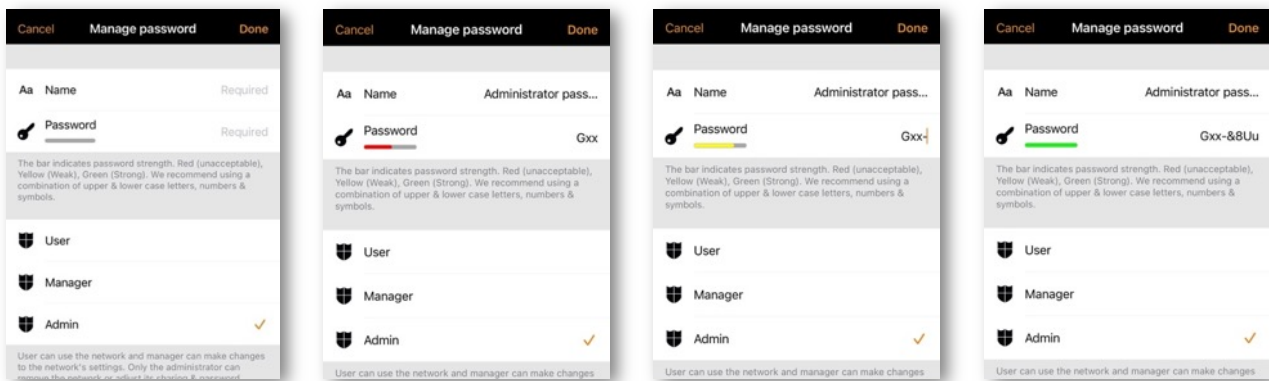 Cancel Manage password Done
Aa Name Required
Password Required
The bar indicates password strength. Red (unacceptable),
Yellow (Weak), Green (Strong). We recommend using a
combination of upper & lower case letters, numbers &
symbols.
User
Manager
Admin
User can use the network and manager can make changes
to the network's settings. Only the administrator can
remove the network or adjust its sharing & password
Cancel Manage password Done
Aa Name Administrator pass...
Password Gxx
The bar indicates password strength. Red (unacceptable),
Yellow (Weak), Green (Strong). We recommend using a
combination of upper & lower case letters, numbers &
symbols.
User
Manager
Admin
User can use the network and manager can make changes
Cancel Manage password Done
Aa Name Administrator pass...
Password Gxx-
The bar indicates password strength. Red (unacceptable),
Yellow (Weak), Green (Strong). We recommend using a
combination of upper & lower case letters, numbers &
symbols.
User
Manager
Admin
User can use the network and manager can make changes
Cancel Manage password Done
Aa Name Administrator pass...
Password Gxx-&8Uu
The bar indicates password strength. Red (unacceptable),
Yellow (Weak), Green (Strong). We recommend using a
combination of upper & lower case letters, numbers &
symbols.
User
Manager
Admin
User can use the network and manager can make changes